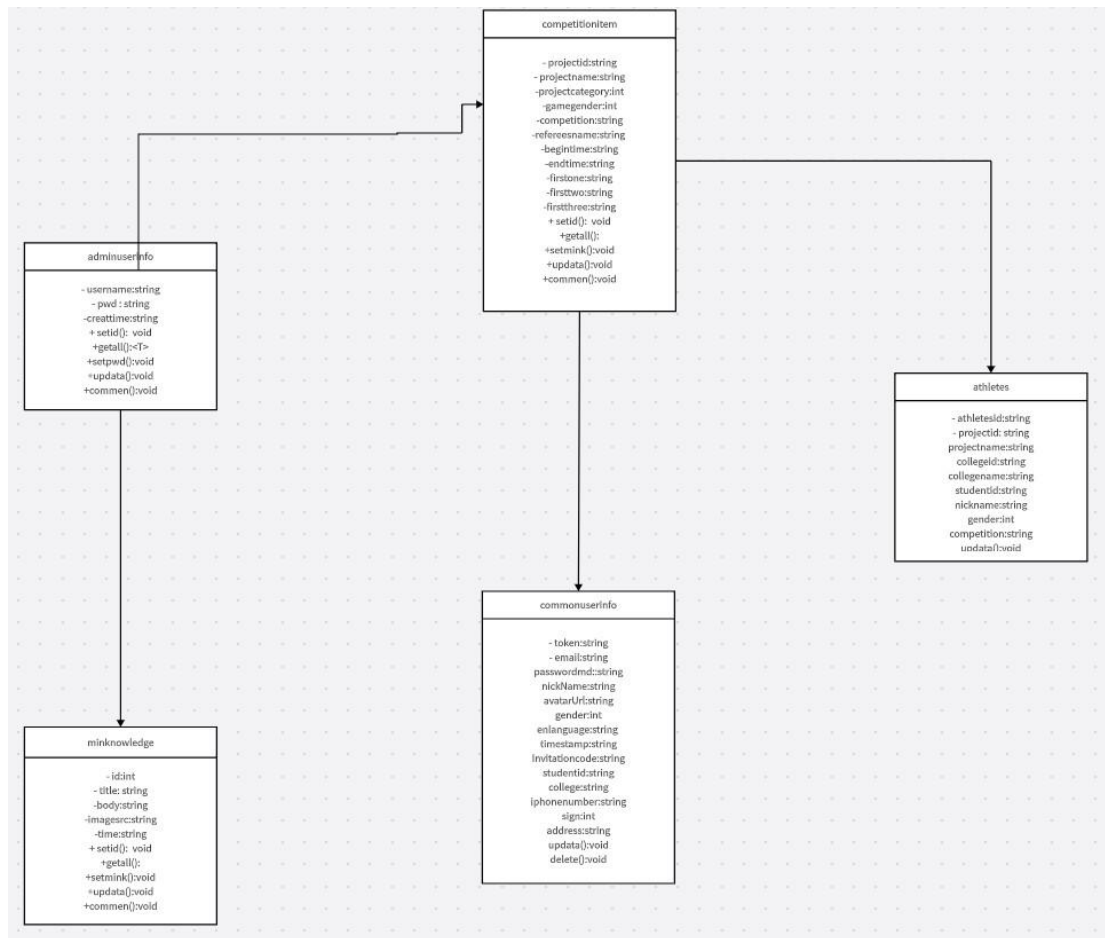 competitionitem
- projectid:string
- projectname:string
-projectcategory:int
-gamegender:int
-competition:string
-refereesname:string
-begintime:string
-endtime:string
-firstone:string
-firsttwo:string
-firstthree:string
+ setid():  void
+getall():
+setmink():void
+updata():void
+commen():void
adminuserinfo
- username:string
- pwd : string
-creattime:string
+ setid():  void
+getall():<T>
+setpwd():void
+updata():void
+commen():void
athletes
- athletesid:string
- projectid: string
projectname:string
collegeid:string
collegename:string
studentid:string
nickname:string
gender:int
competition:string
updata():void
commonuserinfo
- token:string
- email:string
passwordmd::string
nickName:string
avatarUrl:string
gender:int
enlanguage:string
timestamp:string
invitationcode:string
studentid:string
college:string
iphonenumber:string
sign:int
address:string
updata():void
delete():void
minknowledge
- id:int
- title: string
-body:string
-imagesrc:string
-time:string
+ setid():  void
+getall():
+setmink():void
+updata():void
+commen():void